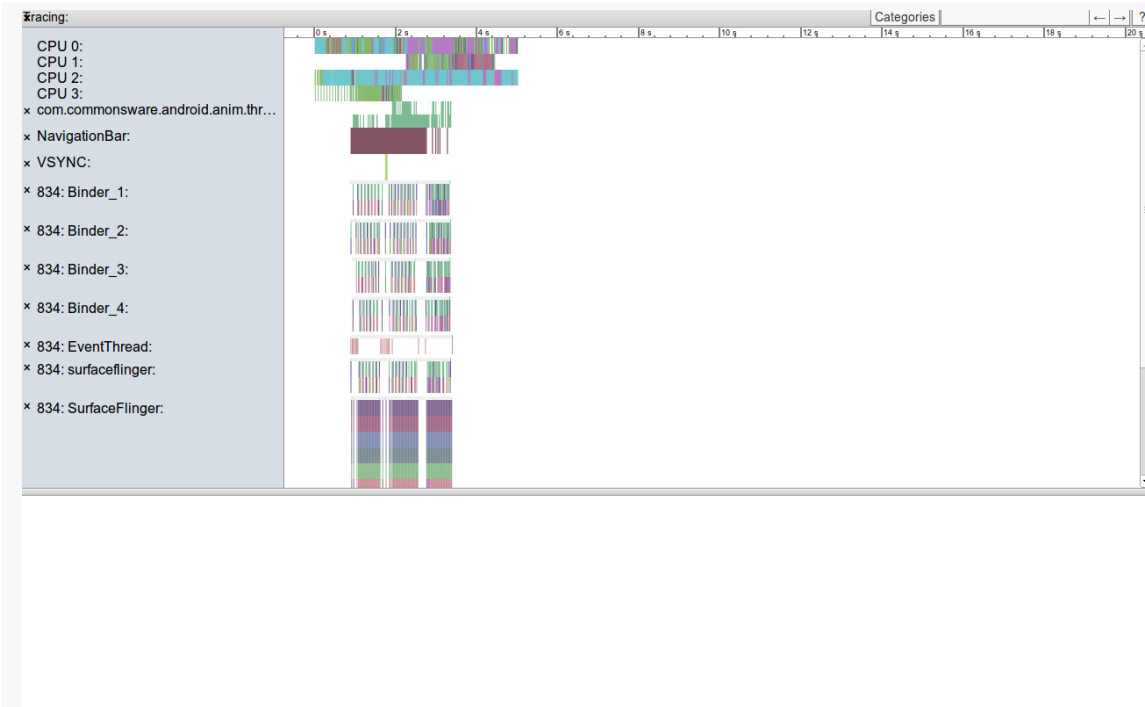 Tracing:
Categories
←
→
?
0 s
2 s
4 s
6 s
8 s
10 s
12 s
14 s
16 s
18 s
20 s
CPU 0:
CPU 1:
CPU 2:
CPU 3:
× com.commonsware.android.anim.thr...
× NavigationBar:
× VSYNC:
× 834: Binder_1:
× 834: Binder_2:
× 834: Binder_3:
× 834: Binder_4:
× 834: EventThread:
× 834: surfaceflinger:
× 834: SurfaceFlinger: